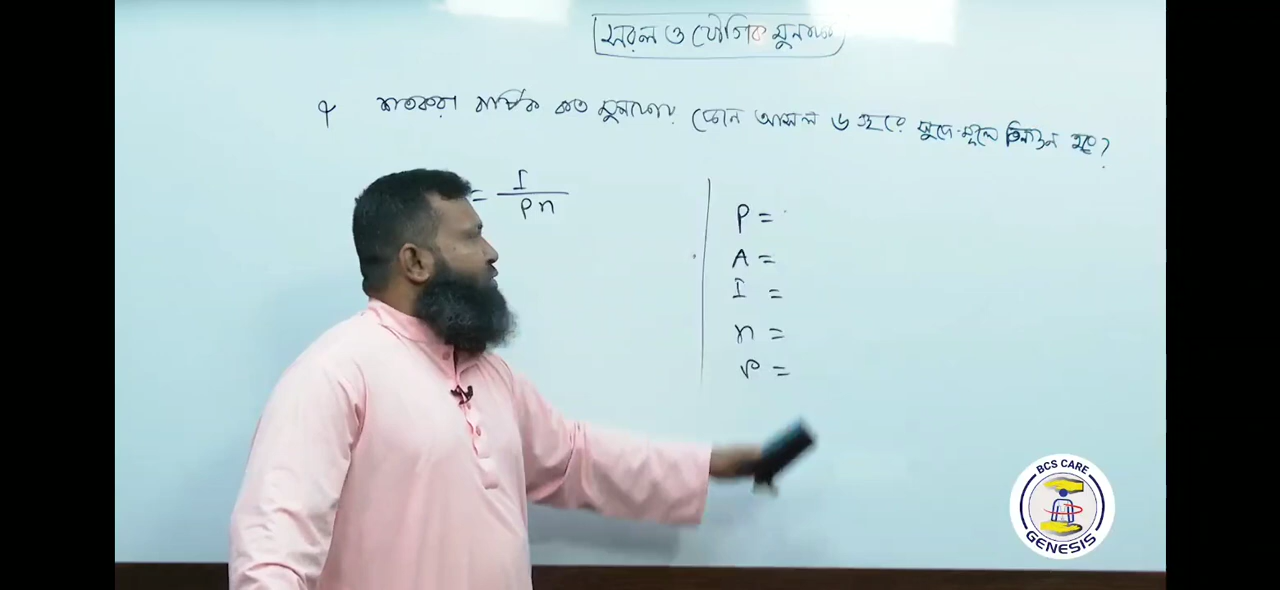 সরল ও যৌগিক মুনাফা
৭ শতকরা বার্ষিক কত মুনাফায় কোন আসল ৬ বছরে সুদে-মূলে তিনগুন হবে?
= I / Pn
P =
A =
I =
n =
r =
BCS CARE
GENESIS